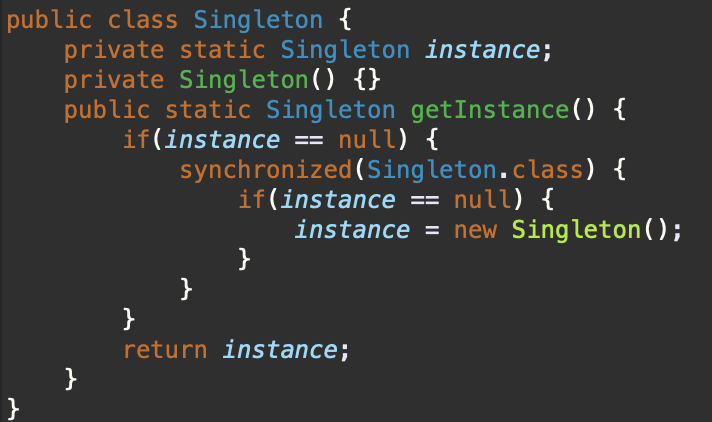 public class Singleton {
    private static Singleton instance;
    private Singleton() {}
    public static Singleton getInstance() {
        if(instance == null) {
            synchronized(Singleton.class) {
                if(instance == null) {
                    instance = new Singleton();
                }
            }
        }
        return instance;
    }
}